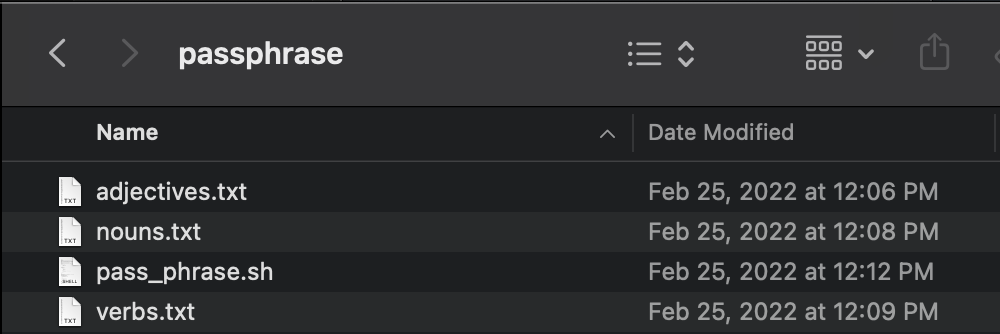 passphrase
Name Date Modified
adjectives.txt Feb 25, 2022 at 12:06 PM
nouns.txt Feb 25, 2022 at 12:08 PM
pass_phrase.sh Feb 25, 2022 at 12:12 PM
verbs.txt Feb 25, 2022 at 12:09 PM